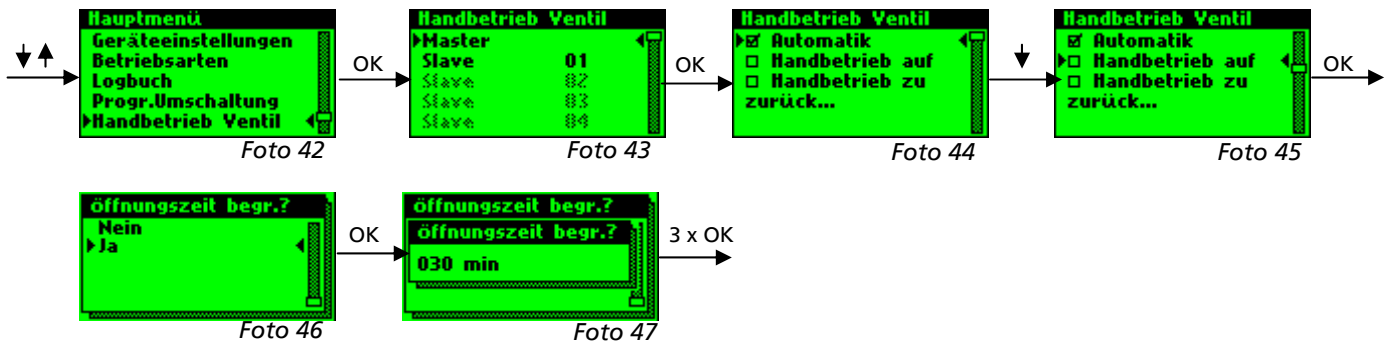 Hauptmenü
Geräteeinstellungen
Betriebsarten
Logbuch
Progr.Umschaltung
Handbetrieb Ventil
Foto 42
OK
Handbetrieb Ventil
Master
Slave 01
Slave 02
Slave 03
Slave 04
Foto 43
OK
Handbetrieb Ventil
Automatik
Handbetrieb auf
Handbetrieb zu
zurück...
Foto 44
Handbetrieb Ventil
Automatik
Handbetrieb auf
Handbetrieb zu
zurück...
Foto 45
OK
öffnungszeit begr.?
Nein
Ja
Foto 46
OK
öffnungszeit begr.?
öffnungszeit begr.?
030 min
Foto 47
3 x OK